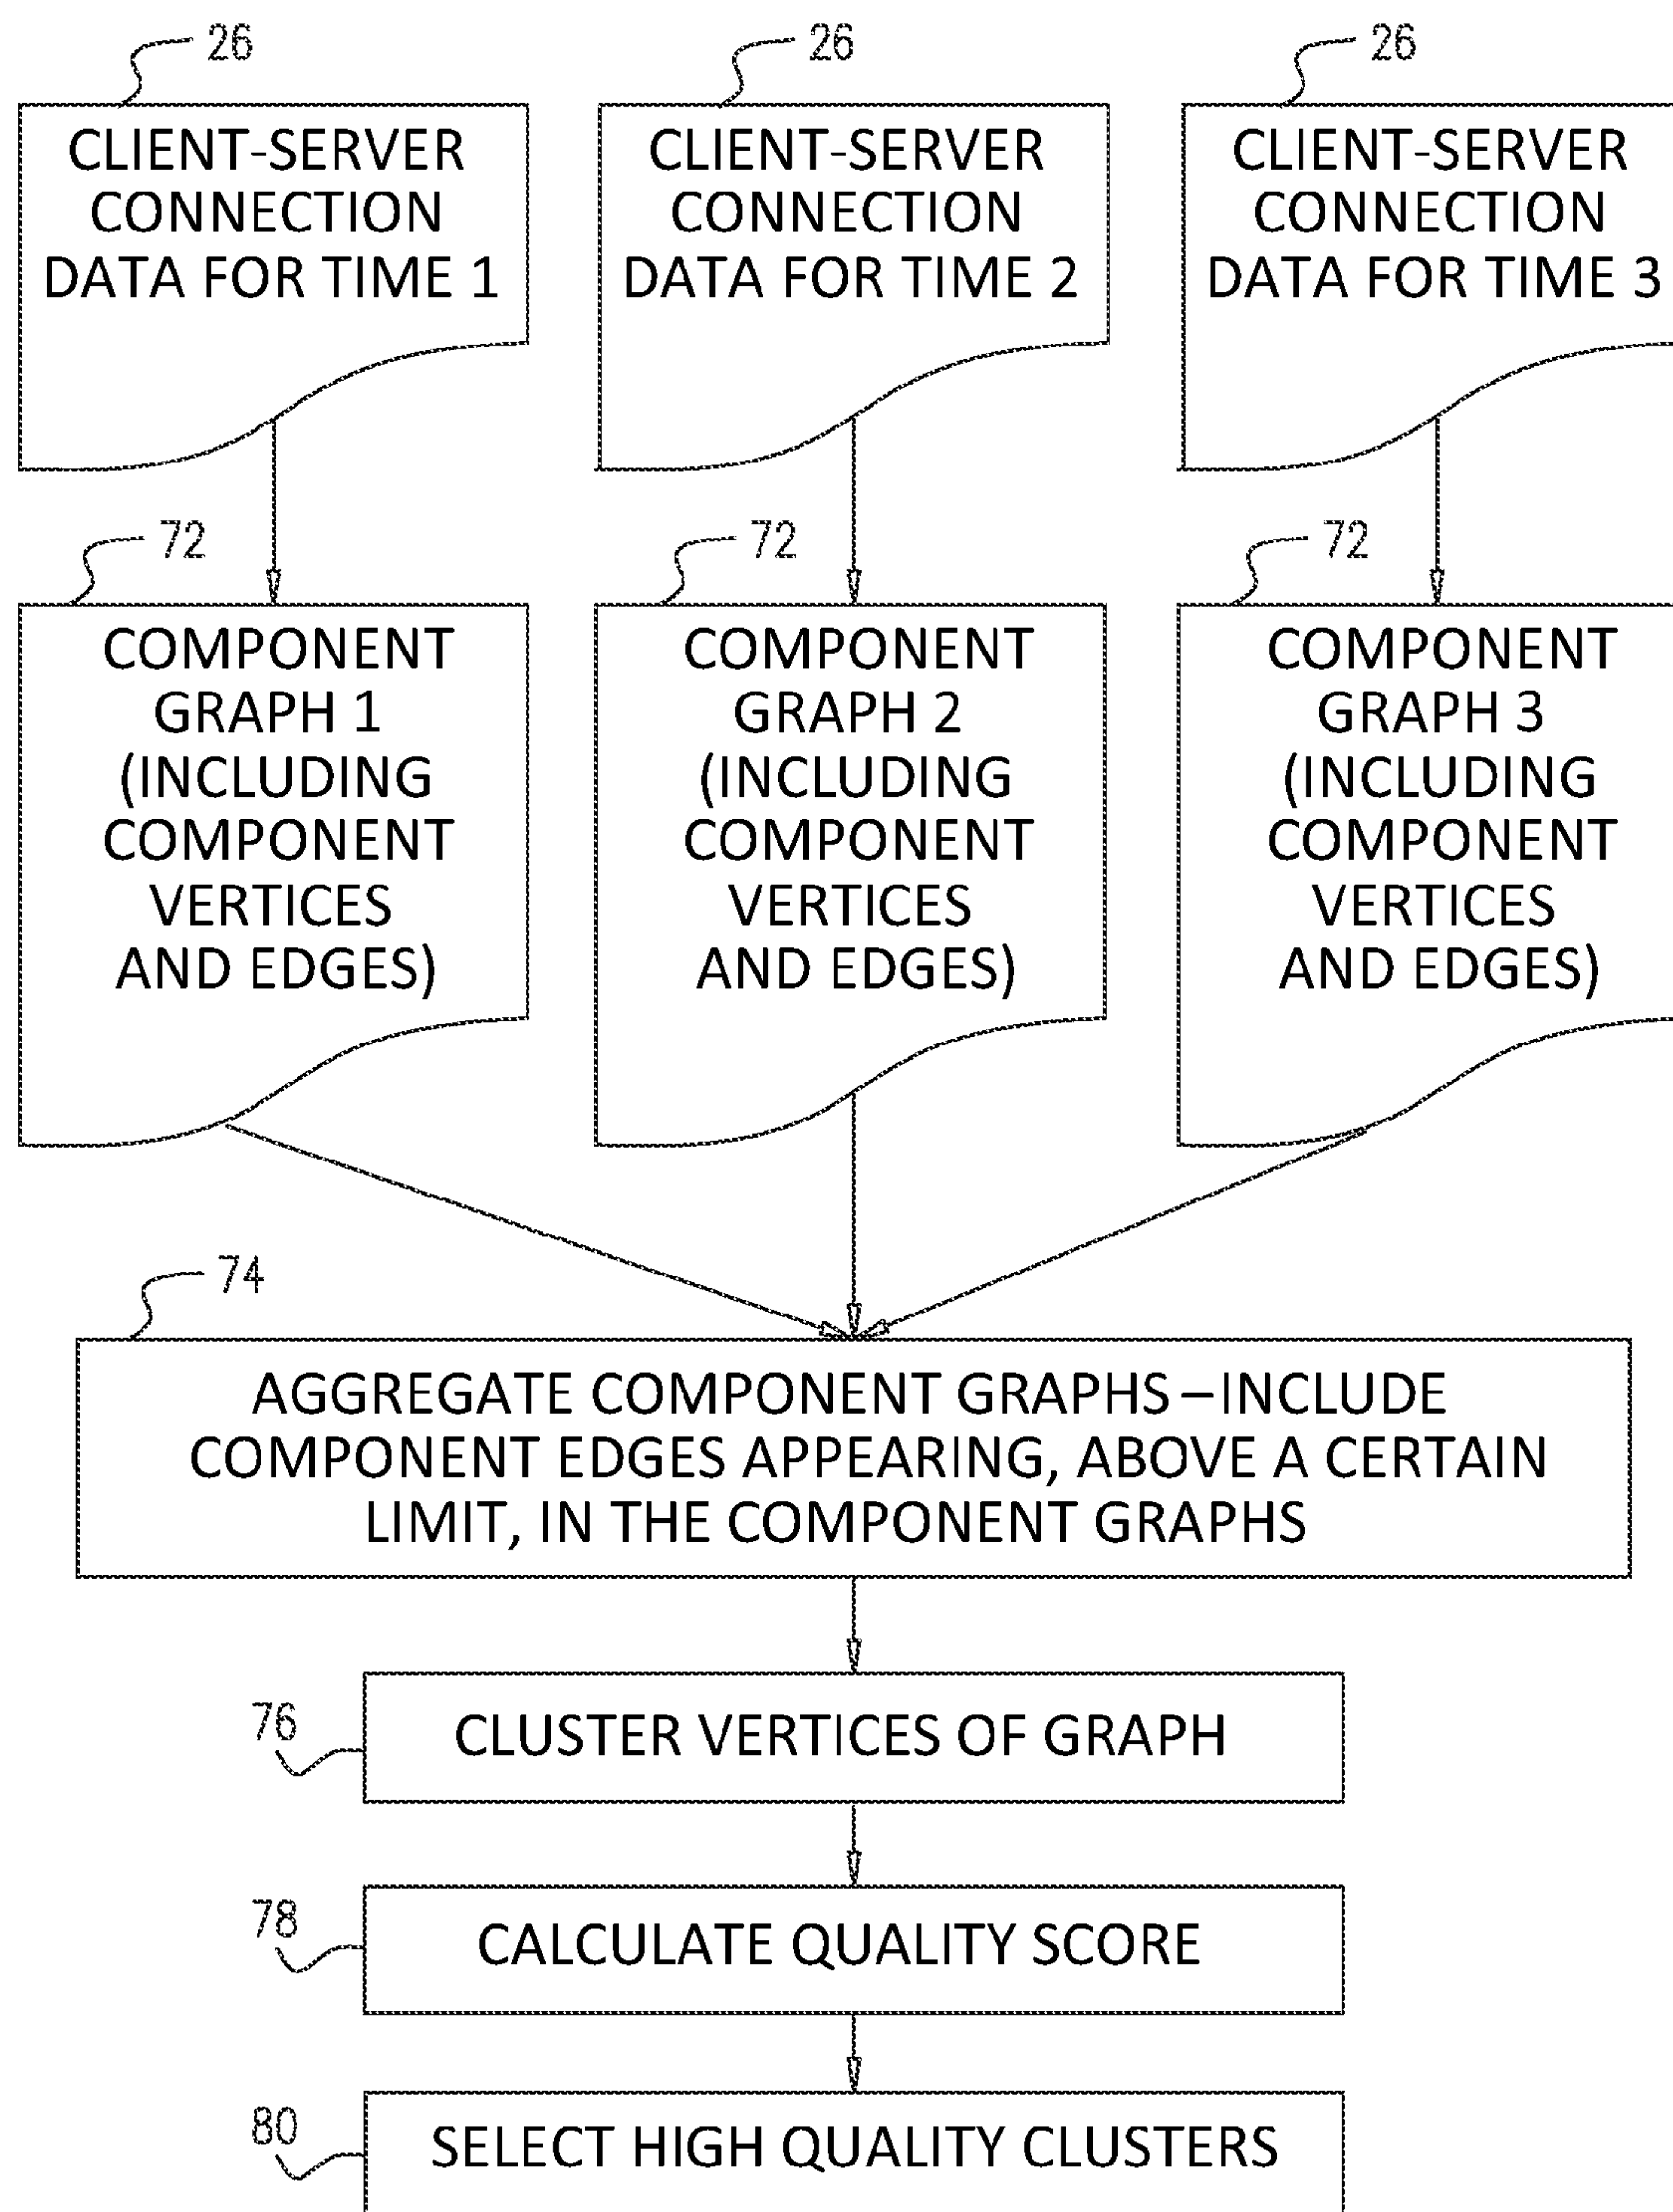 26
26
26
CLIENT-SERVER
CONNECTION
DATA FOR TIME 1
CLIENT-SERVER
CONNECTION
DATA FOR TIME 2
CLIENT-SERVER
CONNECTION
DATA FOR TIME 3
72
72
72
COMPONENT
GRAPH 1
(INCLUDING
COMPONENT
VERTICES
AND EDGES)
COMPONENT
GRAPH 2
(INCLUDING
COMPONENT
VERTICES
AND EDGES)
COMPONENT
GRAPH 3
(INCLUDING
COMPONENT
VERTICES
AND EDGES)
74
AGGREGATE COMPONENT GRAPHS – INCLUDE
COMPONENT EDGES APPEARING, ABOVE A CERTAIN
LIMIT, IN THE COMPONENT GRAPHS
76
CLUSTER VERTICES OF GRAPH
78
CALCULATE QUALITY SCORE
80
SELECT HIGH QUALITY CLUSTERS